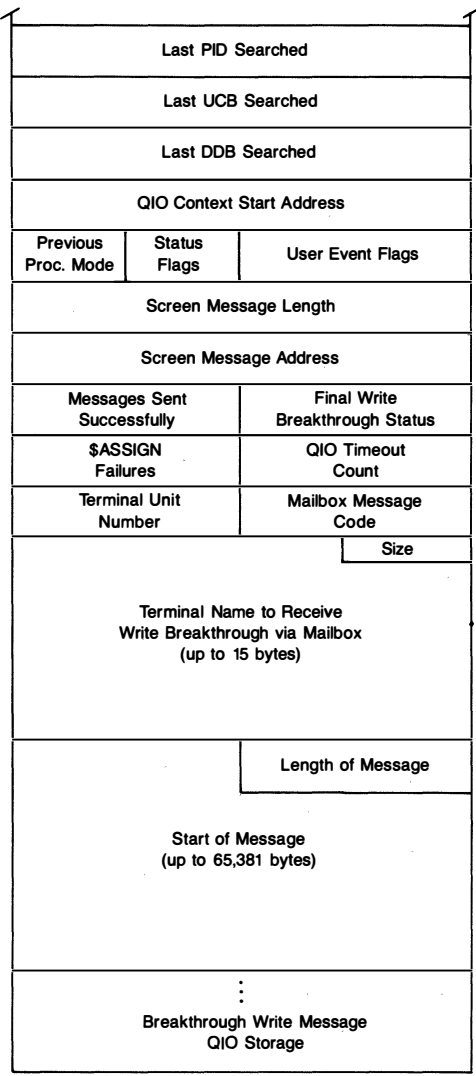 Last PID Searched
Last UCB Searched
Last DDB Searched
QIO Context Start Address
Previous
Proc. Mode
Status
Flags
User Event Flags
Screen Message Length
Screen Message Address
Messages Sent
Successfully
Final Write
Breakthrough Status
$ASSIGN
Failures
QIO Timeout
Count
Terminal Unit
Number
Mailbox Message
Code
Size
Terminal Name to Receive
Write Breakthrough via Mailbox
(up to 15 bytes)
Length of Message
Start of Message
(up to 65,381 bytes)
⋮
Breakthrough Write Message
QIO Storage